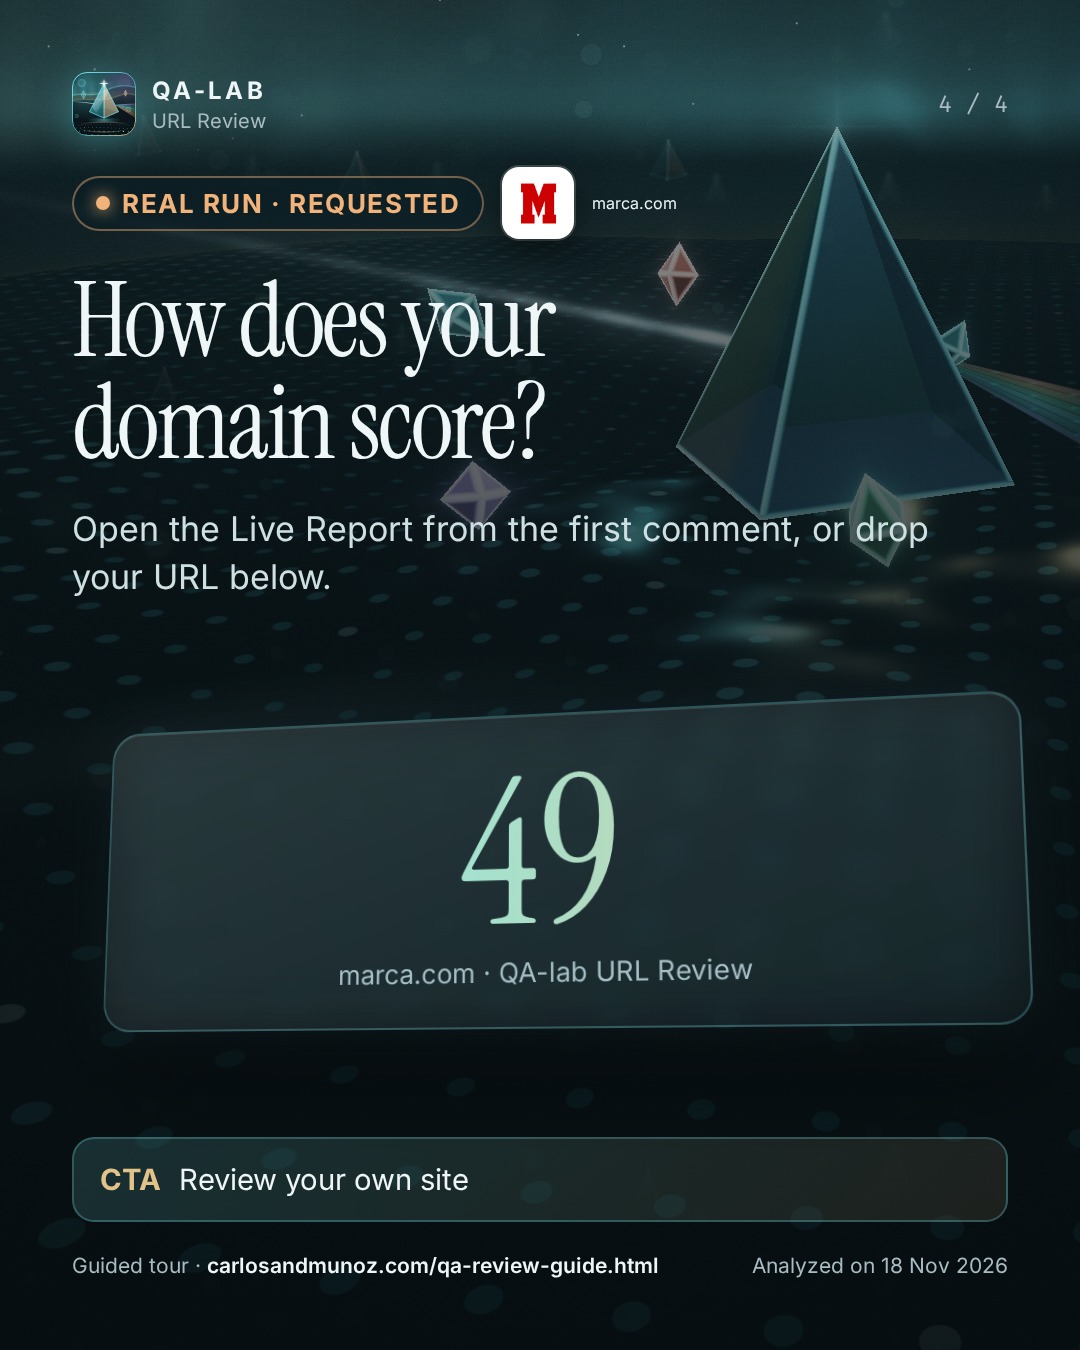 QA-LAB
URL Review
4 / 4
REAL RUN · REQUESTED
M
marca.com
How does your
domain score?
Open the Live Report from the first comment, or drop
your URL below.
49
marca.com · QA-lab URL Review
CTA Review your own site
Guided tour · carlosandmunoz.com/qa-review-guide.html
Analyzed on 18 Nov 2026